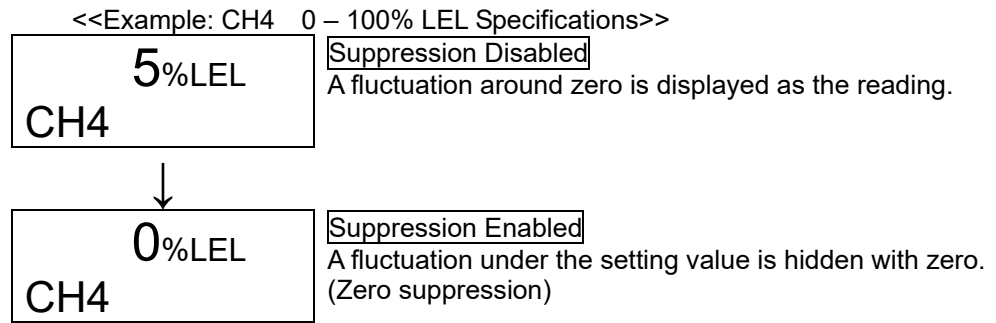 <<Example: CH4 0 – 100% LEL Specifications>>
5%LEL
CH4
Suppression Disabled
A fluctuation around zero is displayed as the reading.
↓
0%LEL
CH4
Suppression Enabled
A fluctuation under the setting value is hidden with zero.
(Zero suppression)